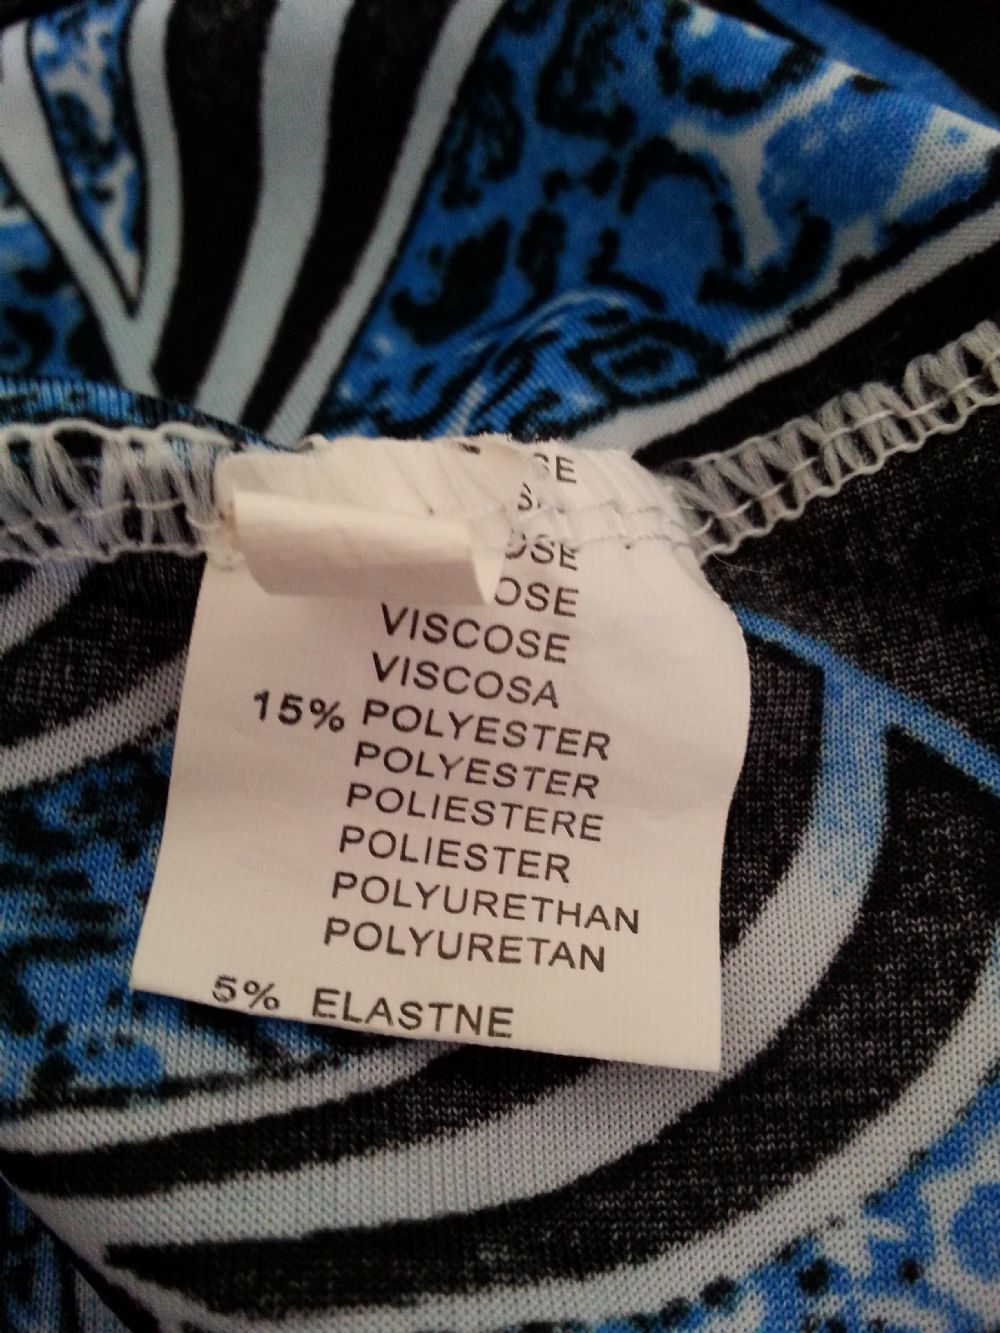 VISCOSE
VISCOSA
15% POLYESTER
POLYESTER
POLIESTERE
POLIESTER
POLYURETHAN
POLYURETAN
5% ELASTNE